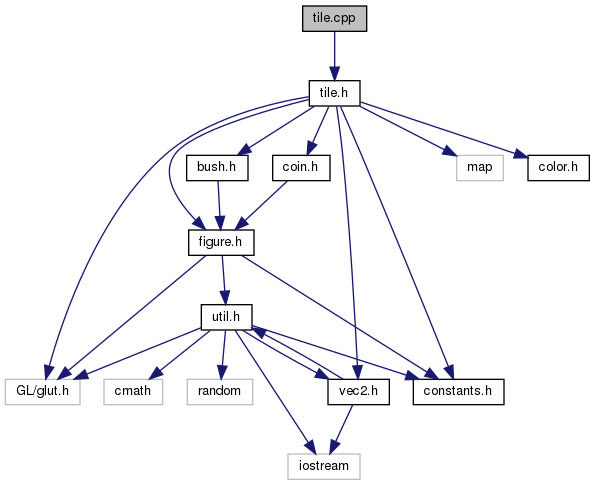 tile.cpp
tile.h
bush.h
coin.h
map
color.h
figure.h
util.h
GL/glut.h
cmath
random
vec2.h
constants.h
iostream